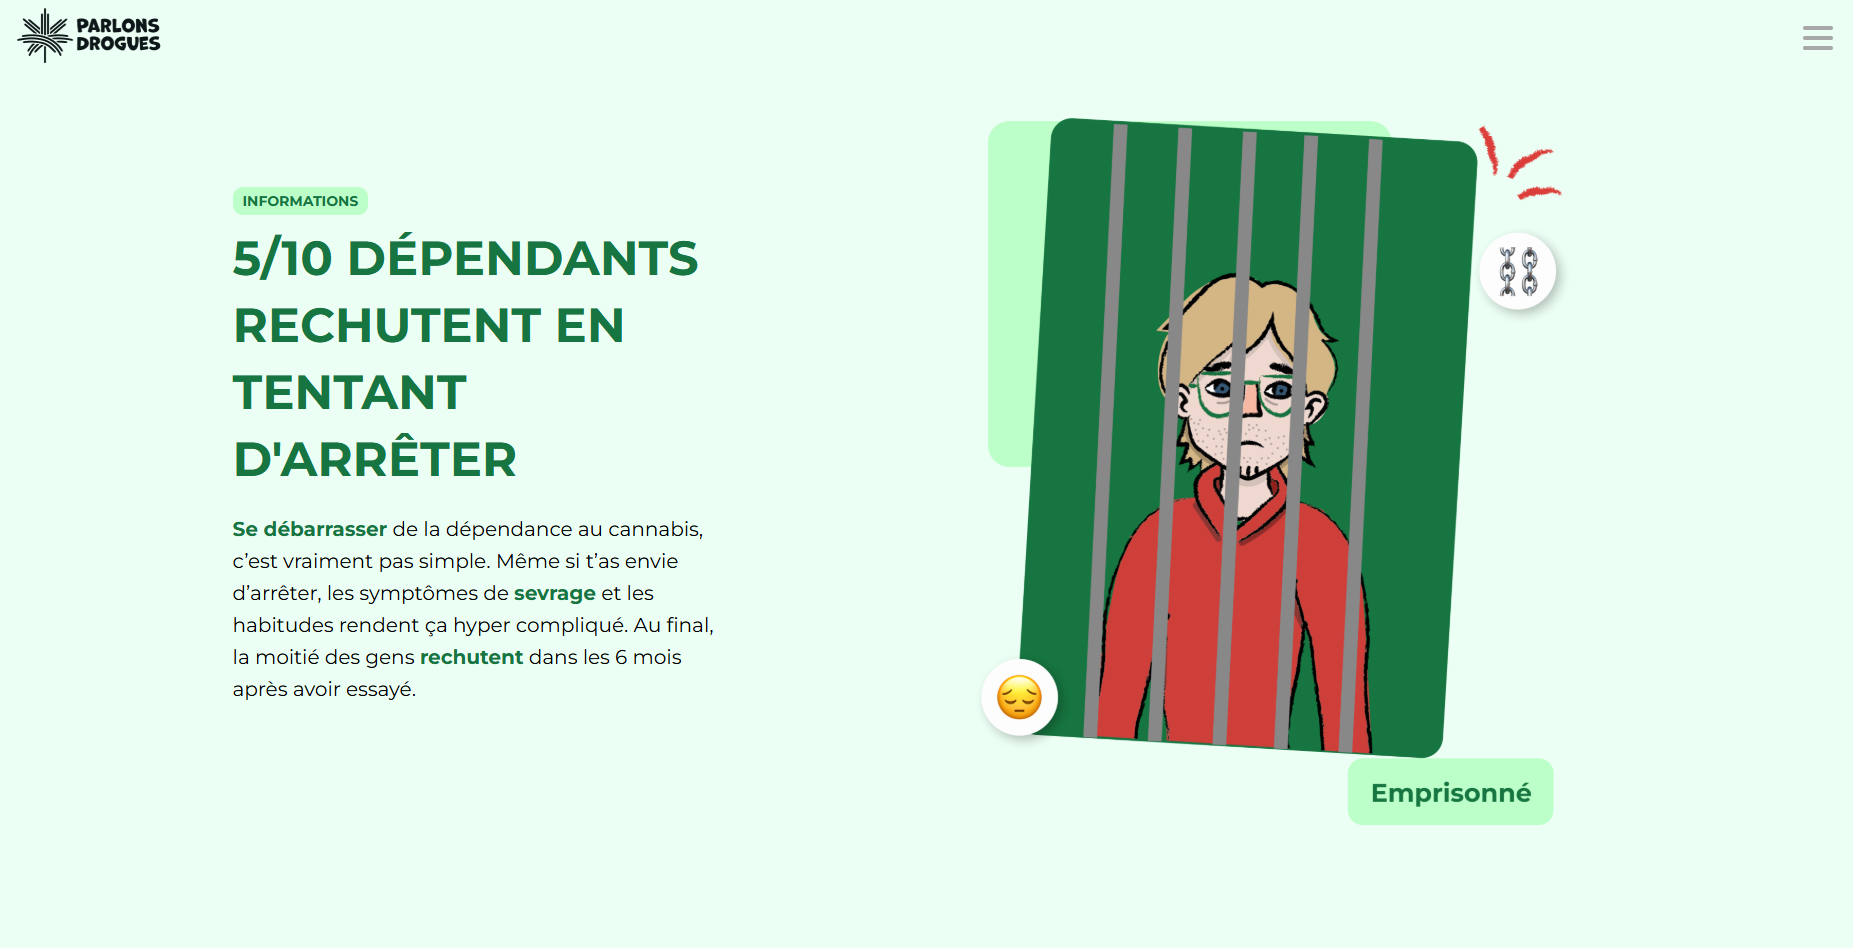 PARLONS
DROGUES
INFORMATIONS
5/10 DÉPENDANTS
RECHUTENT EN
TENTANT
D'ARRÊTER
Se débarrasser de la dépendance au cannabis,
c’est vraiment pas simple. Même si t’as envie
d’arrêter, les symptômes de sevrage et les
habitudes rendent ça hyper compliqué. Au final,
la moitié des gens rechutent dans les 6 mois
après avoir essayé.
Emprisonné